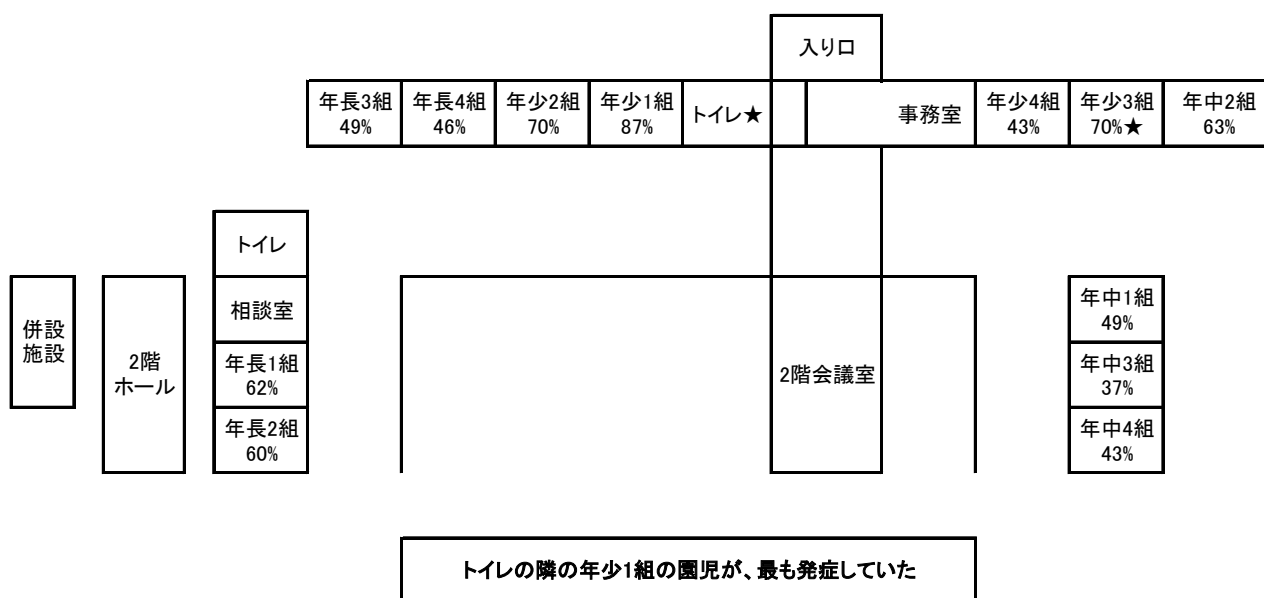 入り口
年長3組
49%
年長4組
46%
年少2組
70%
年少1組
87%
トイレ★
事務室
年少4組
43%
年少3組
70%★
年中2組
63%
トイレ
相談室
年長1組
62%
年長2組
60%
併設
施設
2階
ホール
2階会議室
年中1組
49%
年中3組
37%
年中4組
43%
トイレの隣の年少1組の園児が、最も発症していた